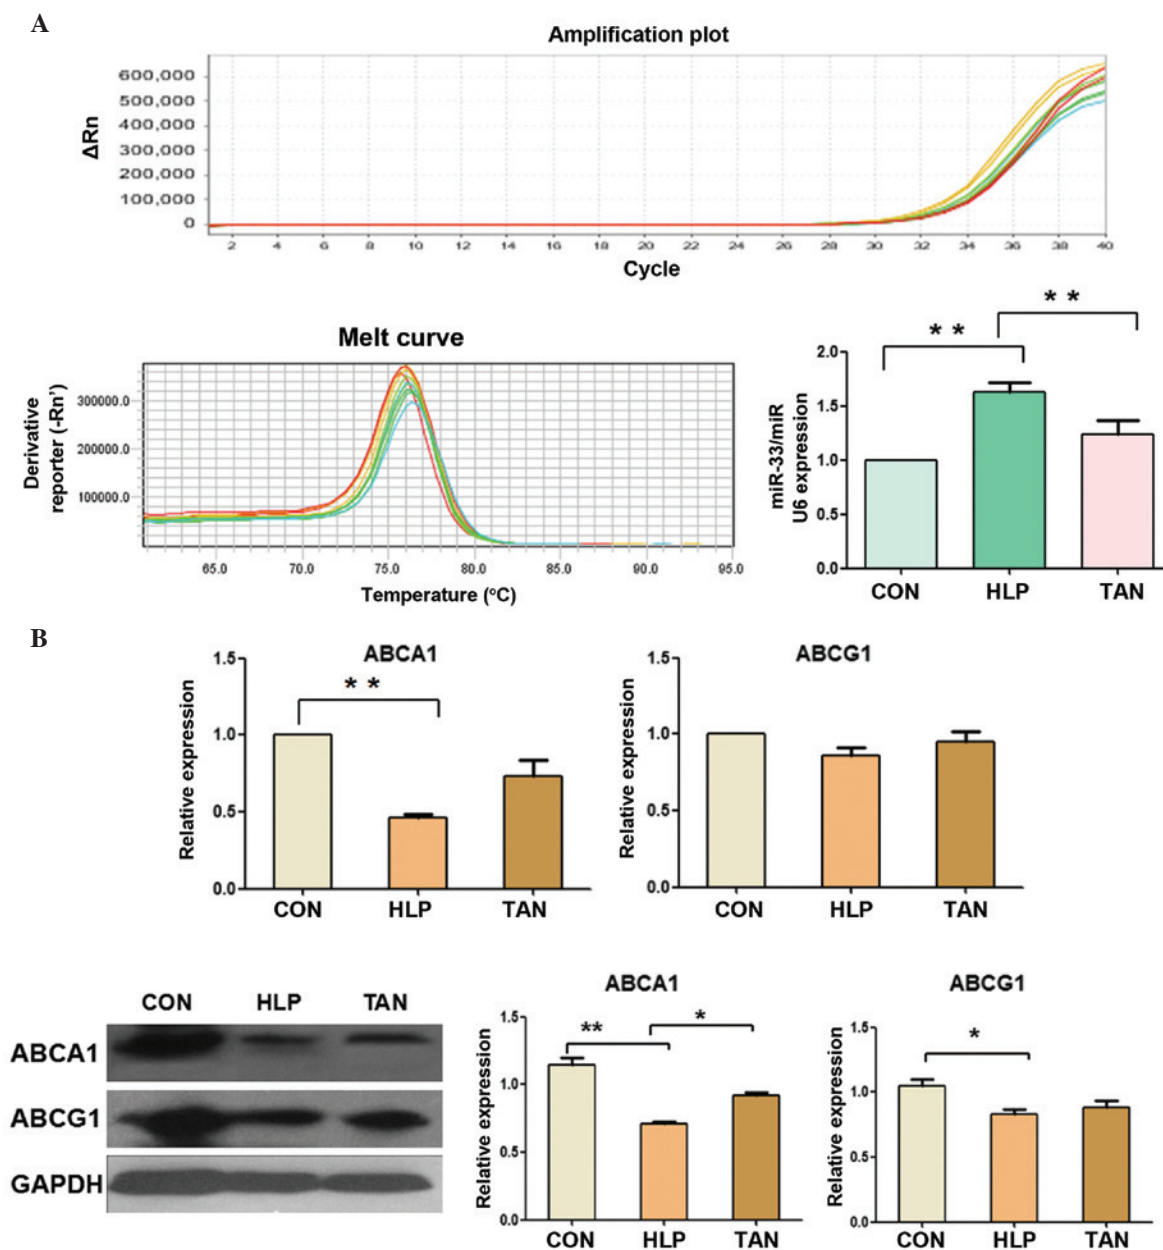 A
Amplification plot
600,000
500,000
400,000
300,000
200,000
100,000
0
ΔRn
2 4 6 8 10 12 14 16 18 20 22 24 26 28 30 32 34 36 38 40
Cycle
Melt curve
300000.0
200000.0
100000.0
Derivative
reporter (-Rn')
65.0 70.0 75.0 80.0 85.0 90.0 95.0
Temperature (°C)
* *
* *
2.0
1.5
1.0
0.5
0.0
miR-33/miR
U6 expression
CON HLP TAN
B
ABCA1
* *
1.5
1.0
0.5
0.0
Relative expression
CON HLP TAN
ABCG1
1.5
1.0
0.5
0.0
Relative expression
CON HLP TAN
CON HLP TAN
ABCA1
ABCG1
GAPDH
ABCA1
** *
1.5
1.0
0.5
0.0
Relative expression
CON HLP TAN
ABCG1
*
1.5
1.0
0.5
0.0
Relative expression
CON HLP TAN